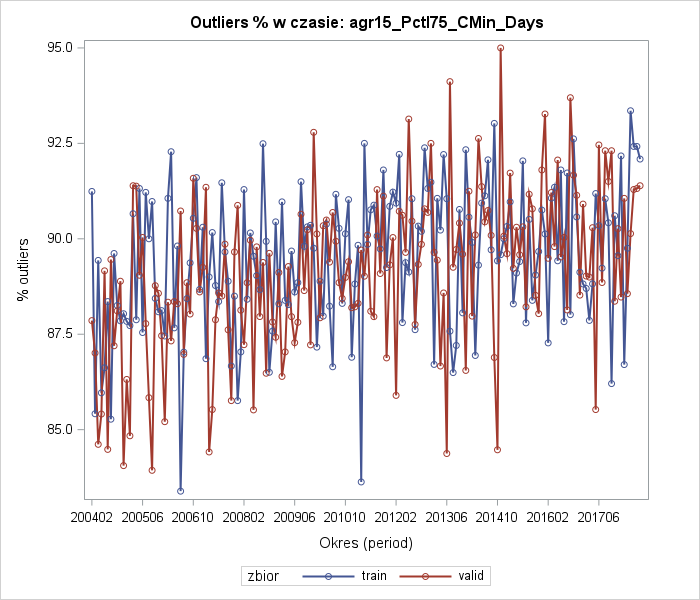 Outliers % w czasie: agr15_Pctl75_CMin_Days
95.0
92.5
90.0
87.5
85.0
% outliers
200402 200506 200610 200802 200906 201010 201202 201306 201410 201602 201706
Okres (period)
zbior train valid